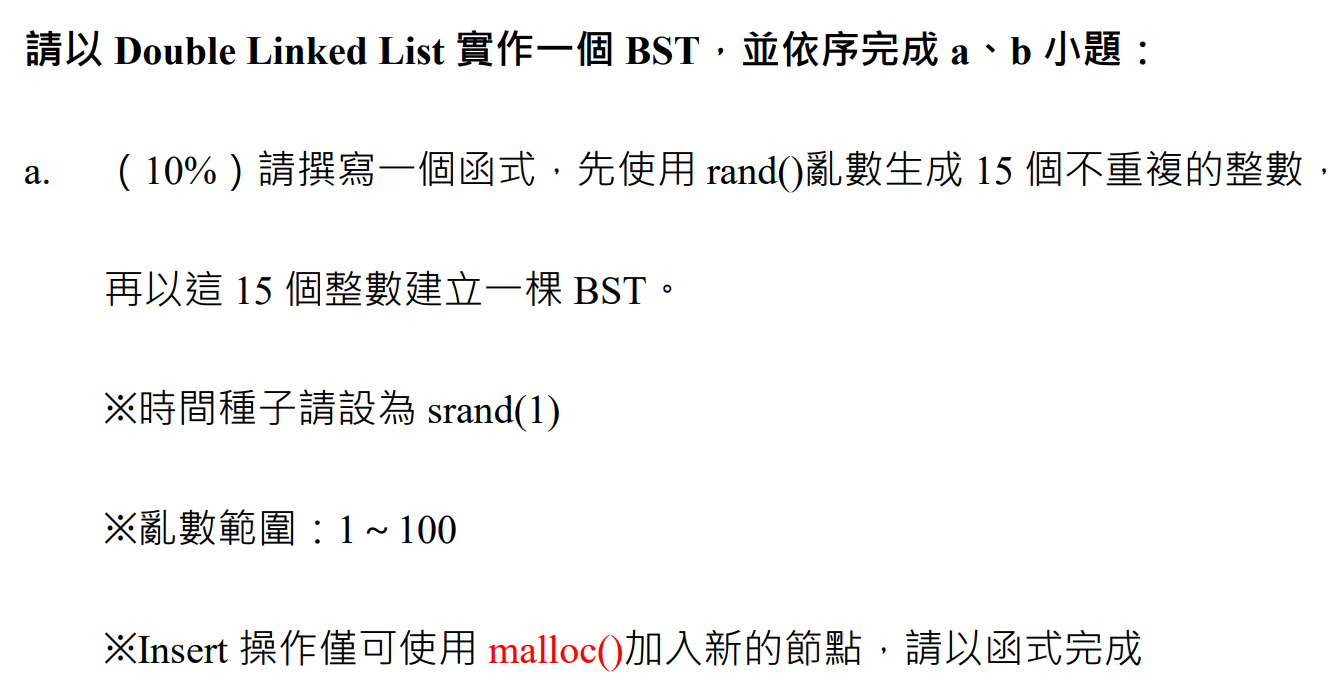 請以 Double Linked List 實作一個 BST，並依序完成 a、b 小題：
a. （10%）請撰寫一個函式，先使用 rand()亂數生成 15 個不重複的整數，
再以這 15 個整數建立一棵 BST。
※時間種子請設為 srand(1)
※亂數範圍：1 ~ 100
※Insert 操作僅可使用 malloc()加入新的節點，請以函式完成